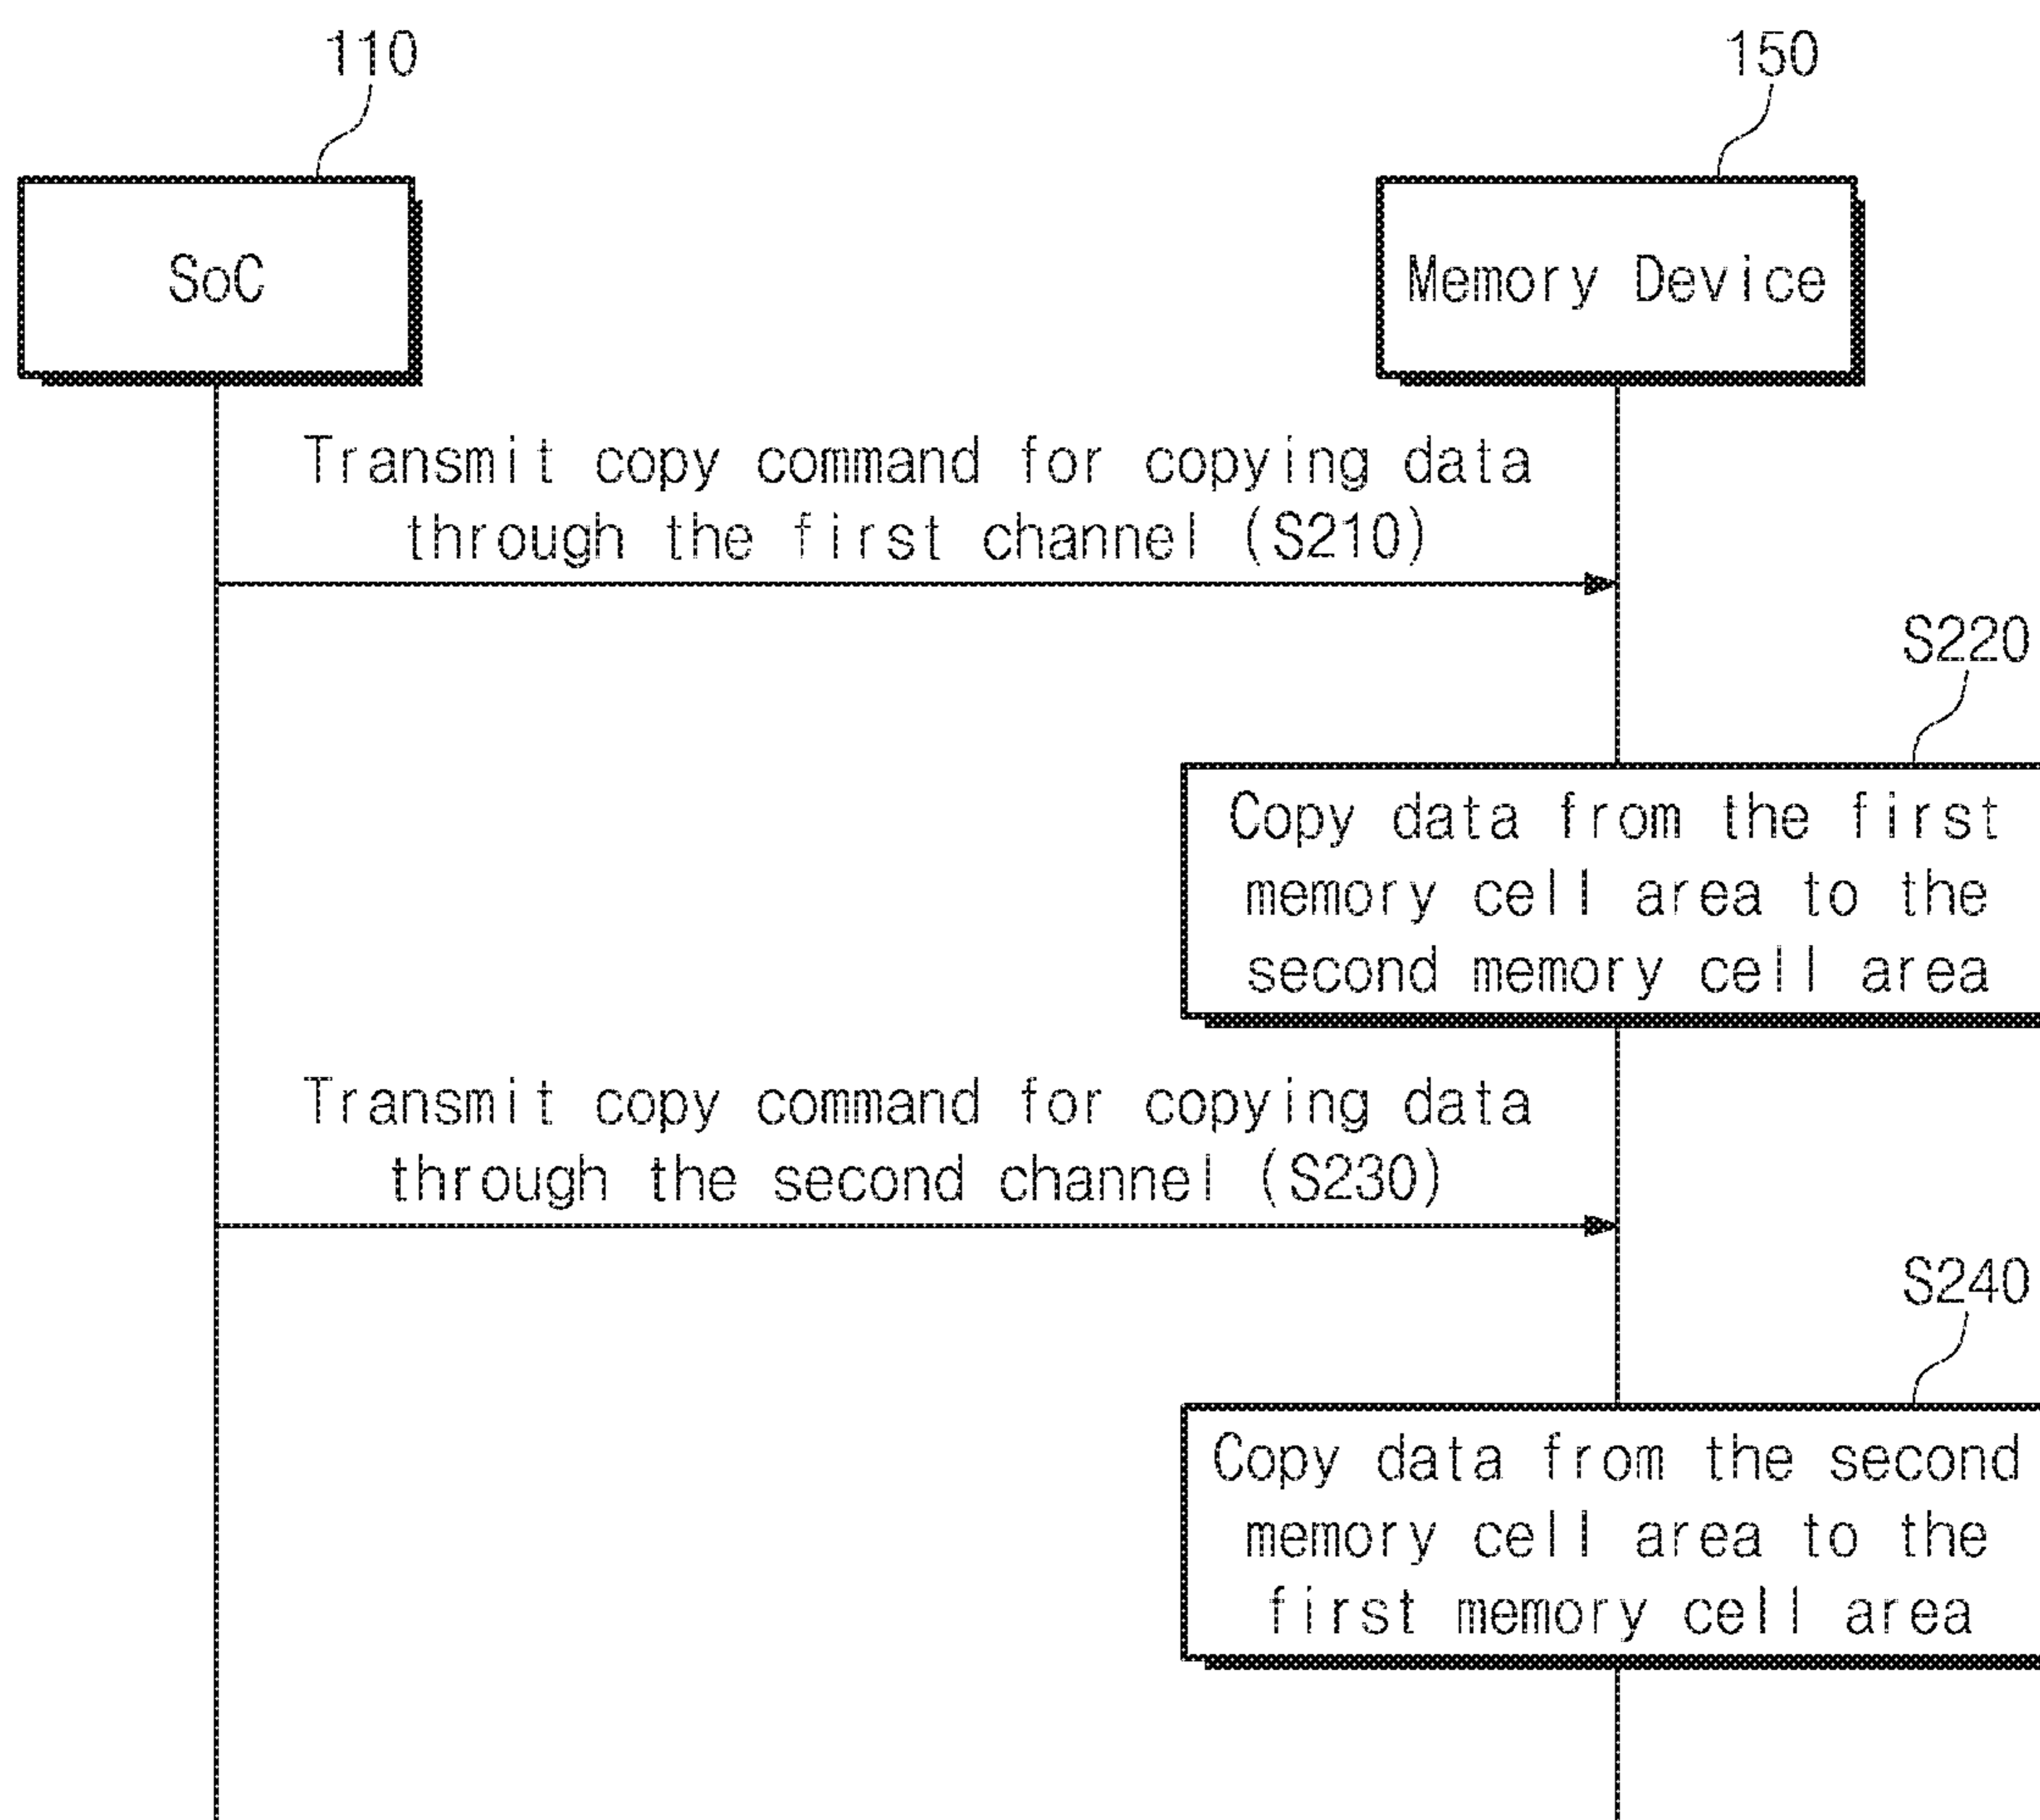 110
150
SoC
Memory Device
Transmit copy command for copying data
through the first channel (S210)
S220
Copy data from the first
memory cell area to the
second memory cell area
Transmit copy command for copying data
through the second channel (S230)
S240
Copy data from the second
memory cell area to the
first memory cell area